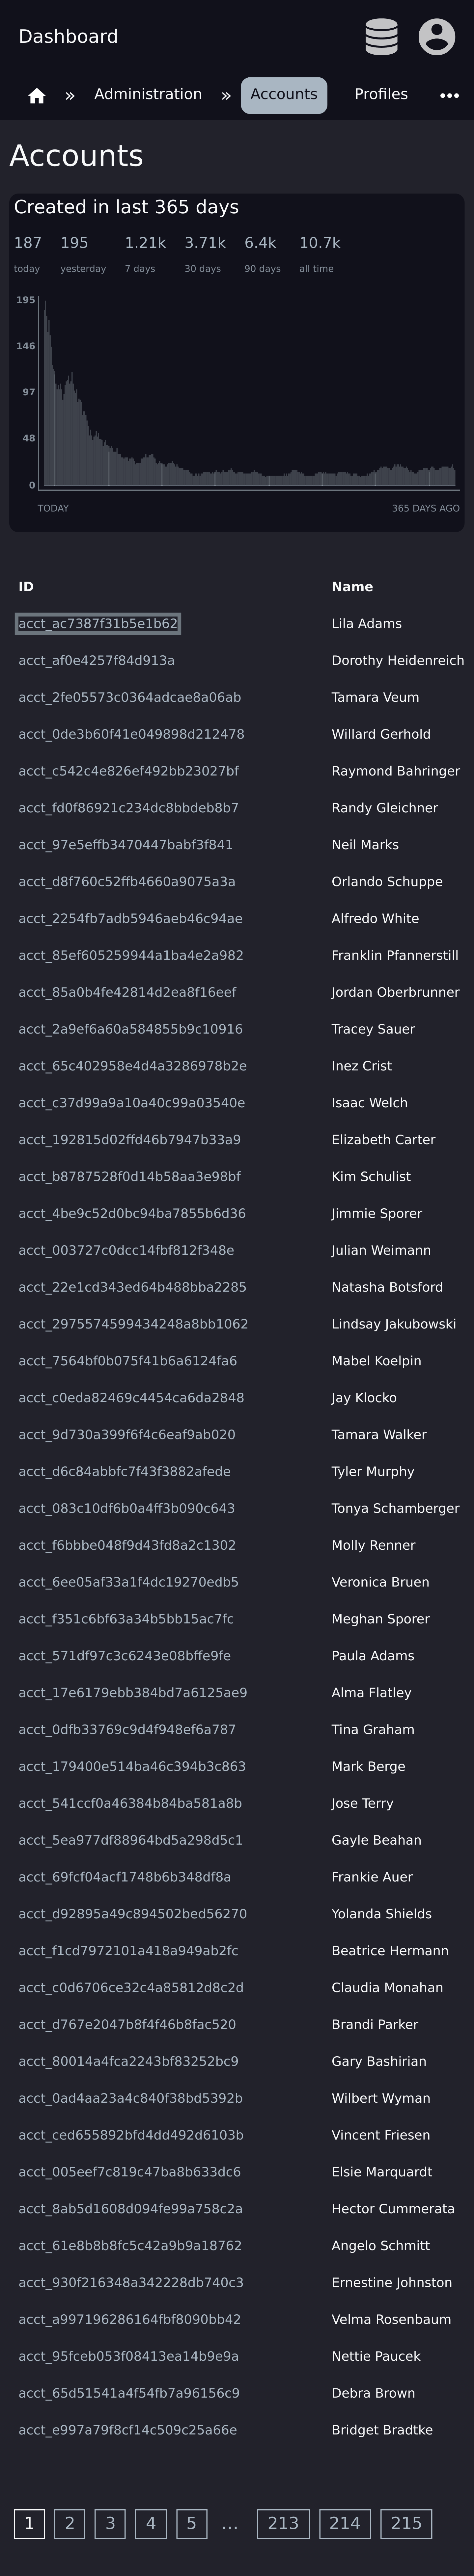 Dashboard
» Administration » Accounts Profiles
Accounts
Created in last 365 days
187 195 1.21k 3.71k 6.4k 10.7k
today yesterday 7 days 30 days 90 days all time
195
146
97
48
0
TODAY 365 DAYS AGO
ID Name
acct_ac7387f31b5e1b62 Lila Adams
acct_af0e4257f84d913a Dorothy Heidenreich
acct_2fe05573c0364adcae8a06ab Tamara Veum
acct_0de3b60f41e049898d212478 Willard Gerhold
acct_c542c4e826ef492bb23027bf Raymond Bahringer
acct_fd0f86921c234dc8bbdeb8b7 Randy Gleichner
acct_97e5effb3470447babf3f841 Neil Marks
acct_d8f760c52ffb4660a9075a3a Orlando Schuppe
acct_2254fb7adb5946aeb46c94ae Alfredo White
acct_85ef605259944a1ba4e2a982 Franklin Pfannerstill
acct_85a0b4fe42814d2ea8f16eef Jordan Oberbrunner
acct_2a9ef6a60a584855b9c10916 Tracey Sauer
acct_65c402958e4d4a3286978b2e Inez Crist
acct_c37d99a9a10a40c99a03540e Isaac Welch
acct_192815d02ffd46b7947b33a9 Elizabeth Carter
acct_b8787528f0d14b58aa3e98bf Kim Schulist
acct_4be9c52d0bc94ba7855b6d36 Jimmie Sporer
acct_003727c0dcc14fbf812f348e Julian Weimann
acct_22e1cd343ed64b488bba2285 Natasha Botsford
acct_2975574599434248a8bb1062 Lindsay Jakubowski
acct_7564bf0b075f41b6a6124fa6 Mabel Koelpin
acct_c0eda82469c4454ca6da2848 Jay Klocko
acct_9d730a399f6f4c6eaf9ab020 Tamara Walker
acct_d6c84abbfc7f43f3882afede Tyler Murphy
acct_083c10df6b0a4ff3b090c643 Tonya Schamberger
acct_f6bbbe048f9d43fd8a2c1302 Molly Renner
acct_6ee05af33a1f4dc19270edb5 Veronica Bruen
acct_f351c6bf63a34b5bb15ac7fc Meghan Sporer
acct_571df97c3c6243e08bffe9fe Paula Adams
acct_17e6179ebb384bd7a6125ae9 Alma Flatley
acct_0dfb33769c9d4f948ef6a787 Tina Graham
acct_179400e514ba46c394b3c863 Mark Berge
acct_541ccf0a46384b84ba581a8b Jose Terry
acct_5ea977df88964bd5a298d5c1 Gayle Beahan
acct_69fcf04acf1748b6b348df8a Frankie Auer
acct_d92895a49c894502bed56270 Yolanda Shields
acct_f1cd7972101a418a949ab2fc Beatrice Hermann
acct_c0d6706ce32c4a85812d8c2d Claudia Monahan
acct_d767e2047b8f4f46b8fac520 Brandi Parker
acct_80014a4fca2243bf83252bc9 Gary Bashirian
acct_0ad4aa23a4c840f38bd5392b Wilbert Wyman
acct_ced655892bfd4dd492d6103b Vincent Friesen
acct_005eef7c819c47ba8b633dc6 Elsie Marquardt
acct_8ab5d1608d094fe99a758c2a Hector Cummerata
acct_61e8b8b8fc5c42a9b9a18762 Angelo Schmitt
acct_930f216348a342228db740c3 Ernestine Johnston
acct_a997196286164fbf8090bb42 Velma Rosenbaum
acct_95fceb053f08413ea14b9e9a Nettie Paucek
acct_65d51541a4f54fb7a96156c9 Debra Brown
acct_e997a79f8cf14c509c25a66e Bridget Bradtke
1 2 3 4 5 … 213 214 215